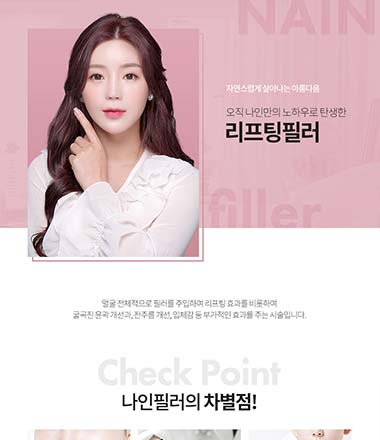 NAIN
자연스럽게 살아나는 아름다움
오직 나인만의 노하우로 탄생한
리프팅필러
filler
얼굴 전체적으로 필러를 주입하여 리프팅 효과를 비롯하여
굴곡진 윤곽 개선과, 잔주름 개선, 입체감 등 부가적인 효과를 주는 시술입니다.
Check Point
나인필러의 차별점!